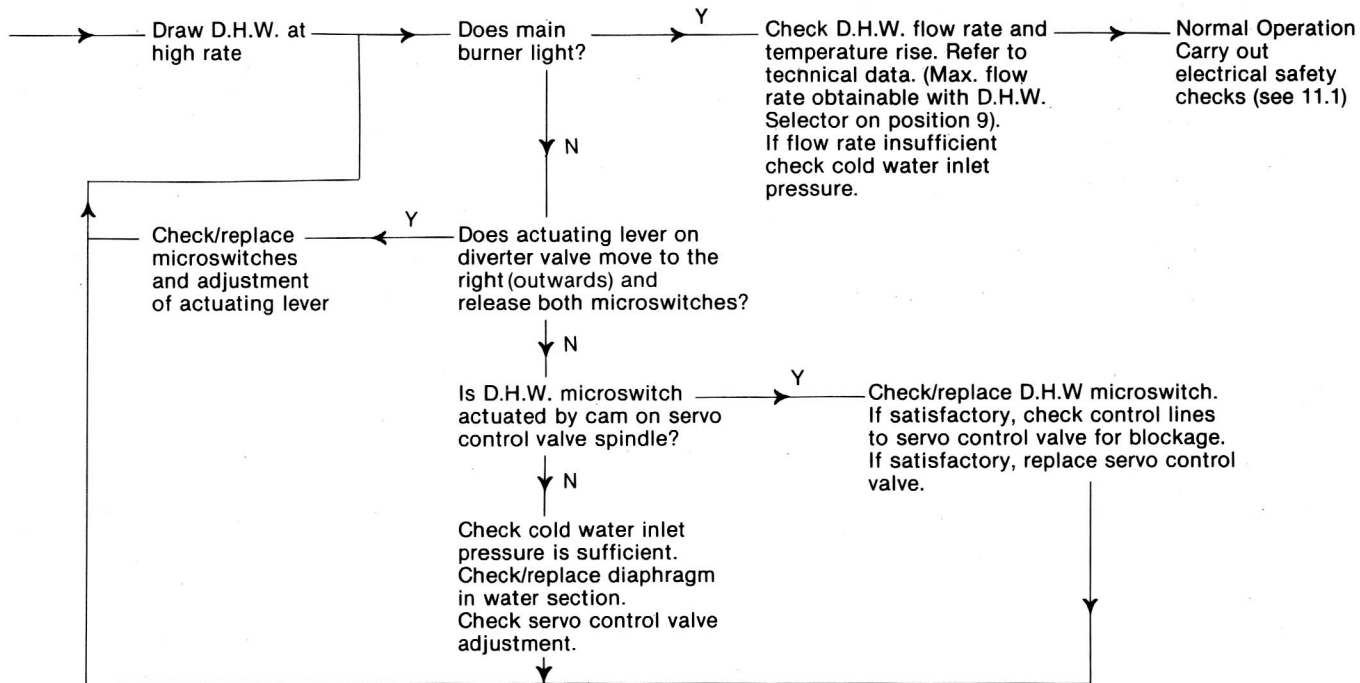 Draw D.H.W. at
high rate
Does main
burner light?
Y
Check D.H.W. flow rate and
temperature rise. Refer to
technical data. (Max. flow
rate obtainable with D.H.W.
Selector on position 9).
If flow rate insufficient
check cold water inlet
pressure.
Normal Operation
Carry out
electrical safety
checks (see 11.1)
N
Y
Check/replace
microswitches
and adjustment
of actuating lever
Does actuating lever on
diverter valve move to the
right (outwards) and
release both microswitches?
N
Is D.H.W. microswitch
actuated by cam on servo
control valve spindle?
Y
Check/replace D.H.W microswitch.
If satisfactory, check control lines
to servo control valve for blockage.
If satisfactory, replace servo control
valve.
N
Check cold water inlet
pressure is sufficient.
Check/replace diaphragm
in water section.
Check servo control valve
adjustment.